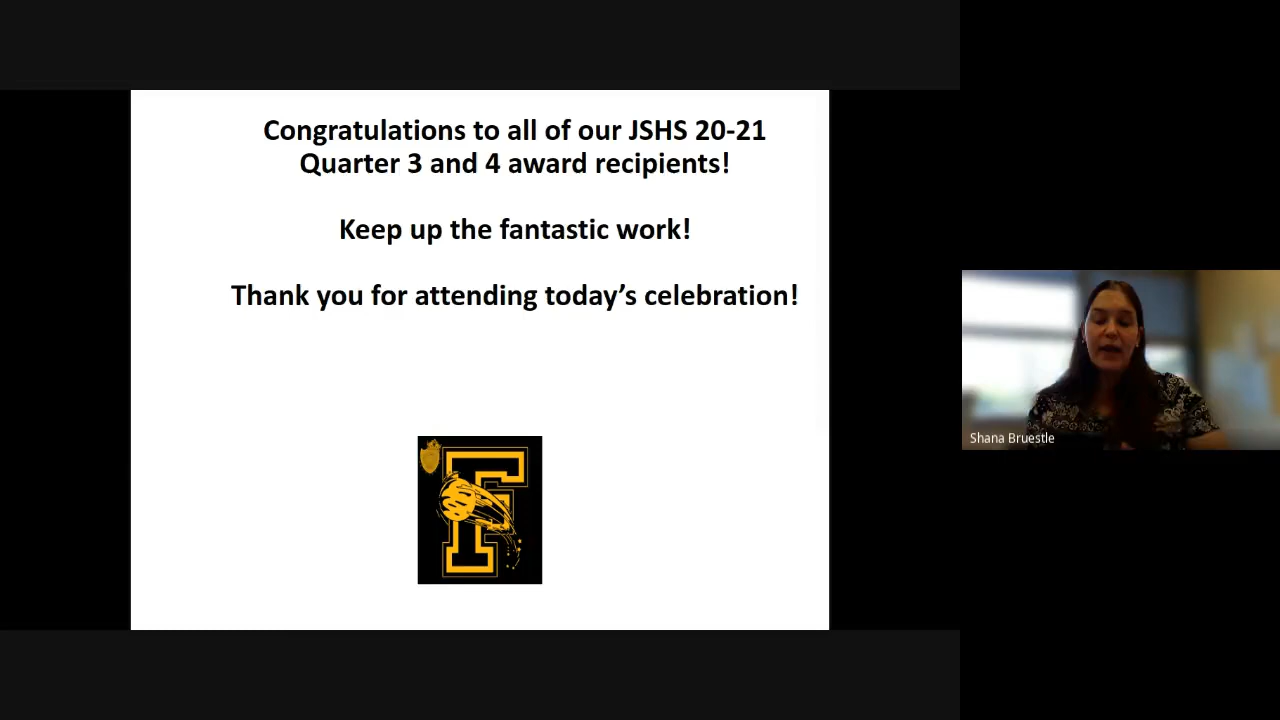 Congratulations to all of our JSHS 20-21
Quarter 3 and 4 award recipients!
Keep up the fantastic work!
Thank you for attending today’s celebration!
F
Shana Bruestle